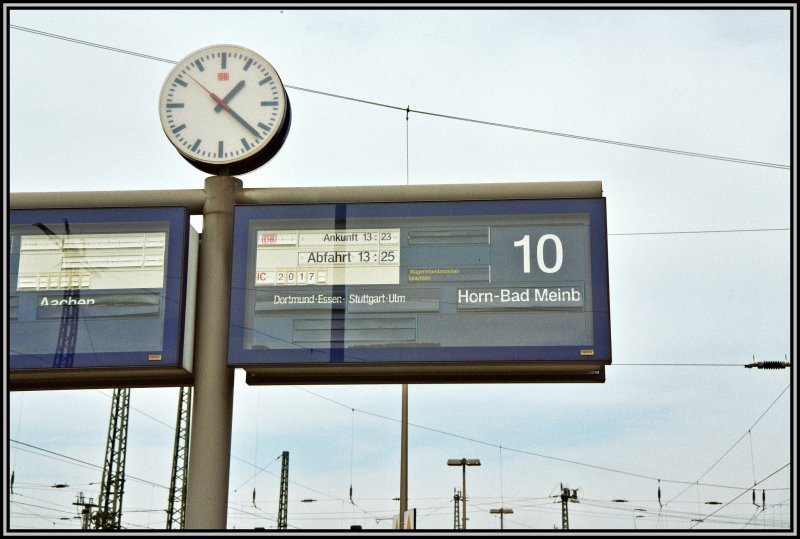 DB
DB Ankunft 13:23
Abfahrt 13:25
IC 2017
Wagenstandanzeiger
beachten
10
Dortmund-Essen- Stuttgart-Ulm
Horn-Bad Meinb
Aachen